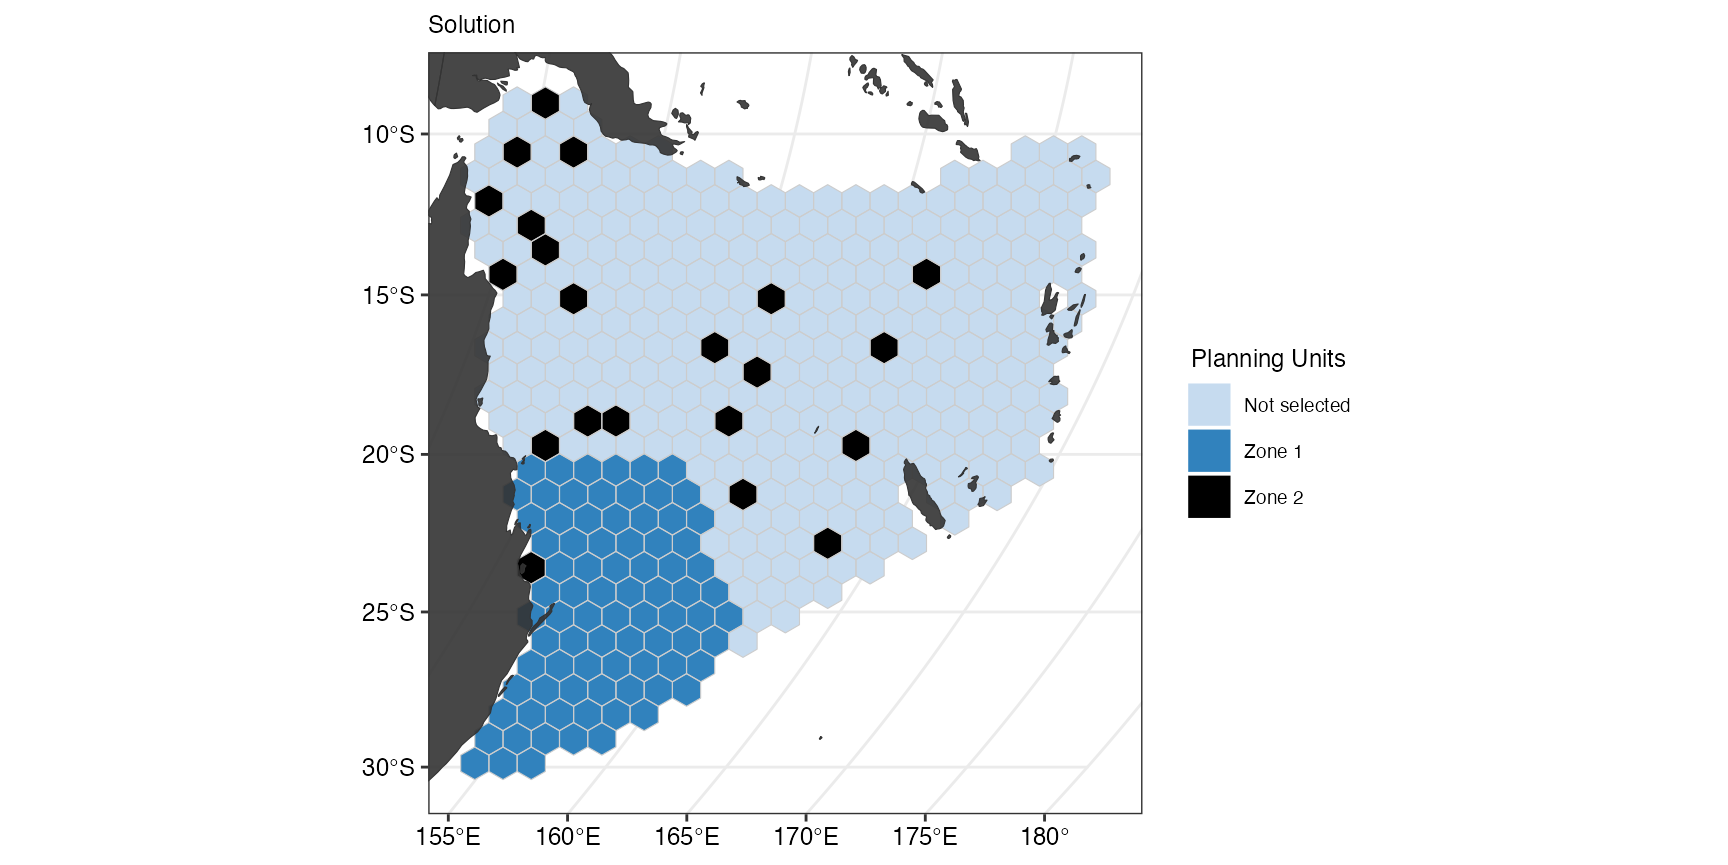 Solution
10°S
15°S
20°S
25°S
30°S
155°E 160°E 165°E 170°E 175°E 180°
Planning Units
Not selected
Zone 1
Zone 2